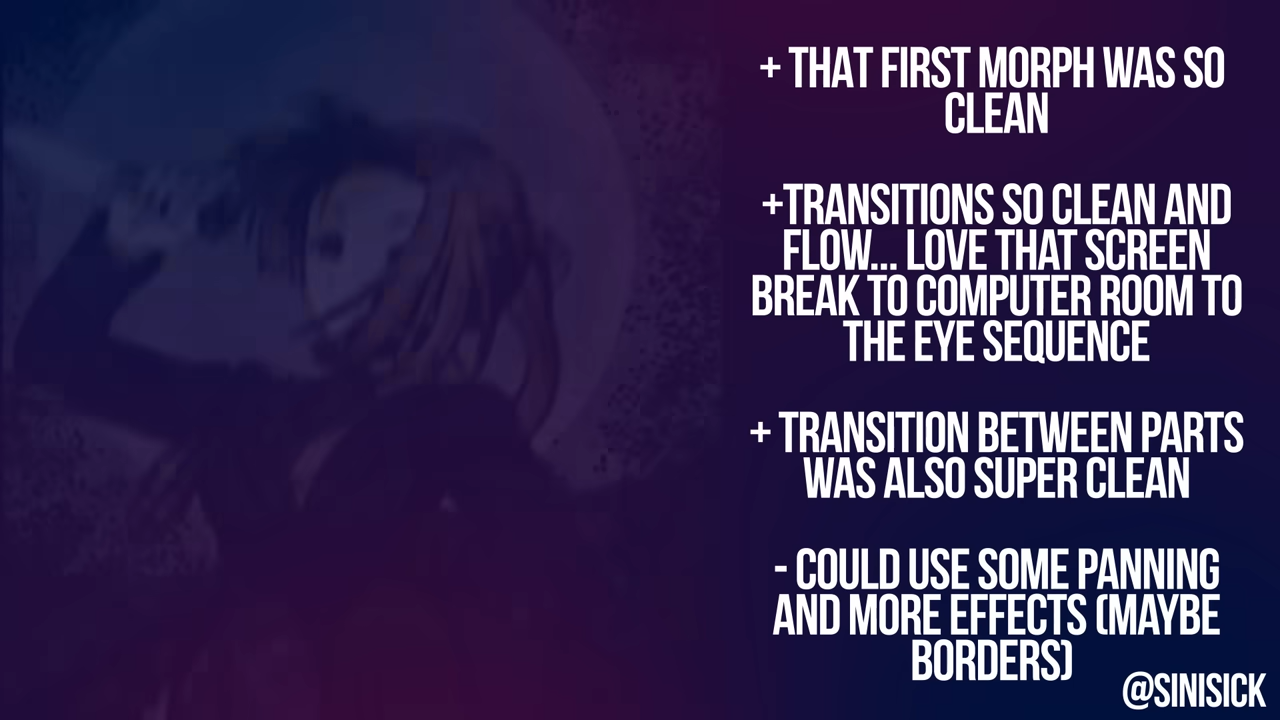 + THAT FIRST MORPH WAS SO
CLEAN
+TRANSITIONS SO CLEAN AND
FLOW... LOVE THAT SCREEN
BREAK TO COMPUTER ROOM TO
THE EYE SEQUENCE
+ TRANSITION BETWEEN PARTS
WAS ALSO SUPER CLEAN
- COULD USE SOME PANNING
AND MORE EFFECTS (MAYBE
BORDERS)
@SINISICK